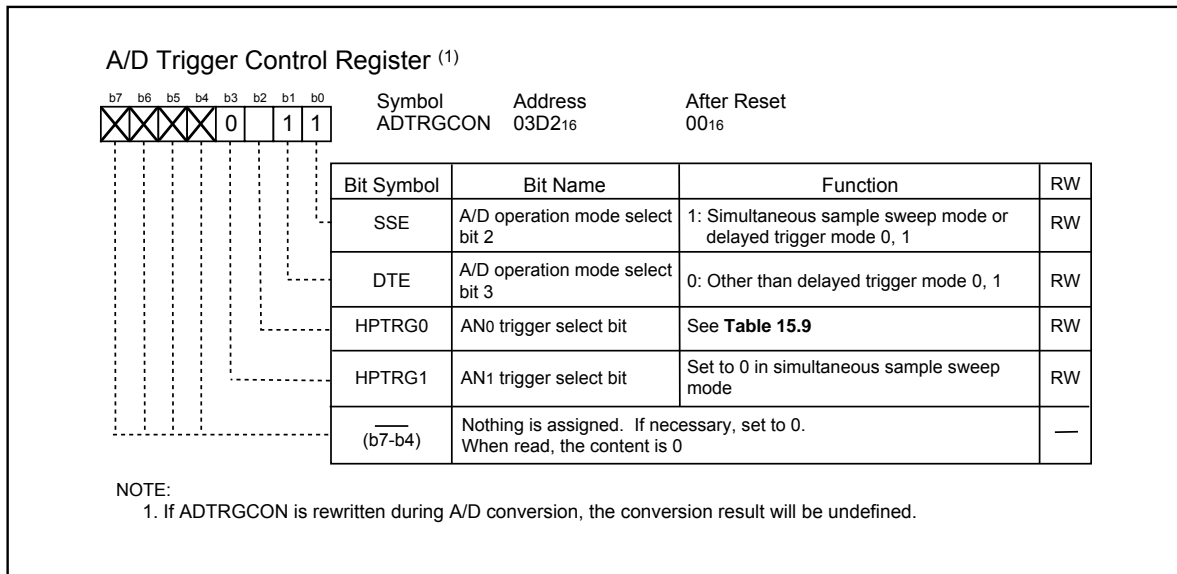 A/D Trigger Control Register (1)
b7 b6 b5 b4 b3 b2 b1 b0
0 1 1
Symbol Address After Reset
ADTRGCON 03D216 0016
Bit Symbol Bit Name Function RW
SSE A/D operation mode select bit 2 1: Simultaneous sample sweep mode or delayed trigger mode 0, 1 RW
DTE A/D operation mode select bit 3 0: Other than delayed trigger mode 0, 1 RW
HPTRG0 AN0 trigger select bit See Table 15.9 RW
HPTRG1 AN1 trigger select bit Set to 0 in simultaneous sample sweep mode RW
(b7-b4) Nothing is assigned. If necessary, set to 0.
When read, the content is 0 —
NOTE:
1. If ADTRGCON is rewritten during A/D conversion, the conversion result will be undefined.